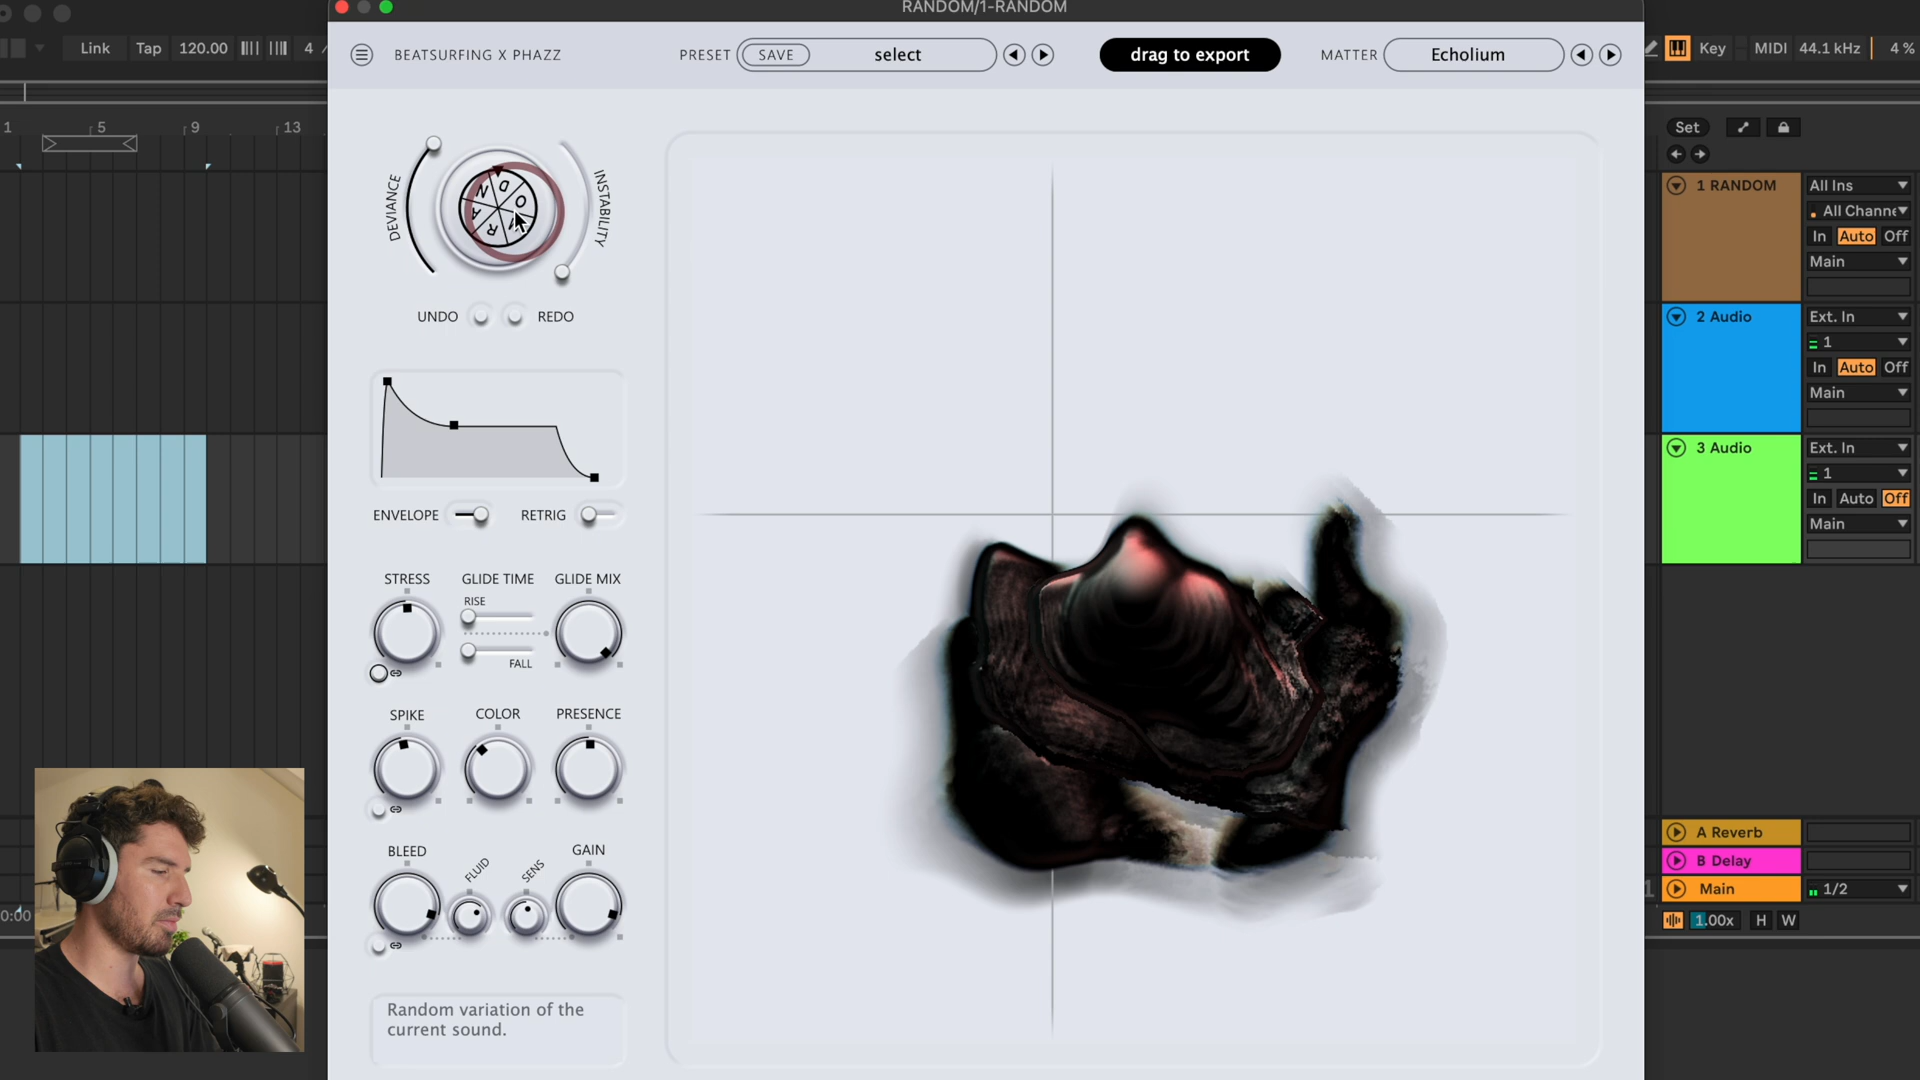 RANDOM/1-RANDOM
Link Tap 120.00 4 /
BEATSURFING X PHAZZ
PRESET SAVE select
drag to export
MATTER Echolium
Key MIDI 44.1 kHz 4 %
1 5 9 13
Set
DEVIANCE
RANDO
INSTABILITY
UNDO REDO
ENVELOPE RETRIG
STRESS GLIDE TIME GLIDE MIX
RISE
FALL
SPIKE COLOR PRESENCE
BLEED FLUID SENS GAIN
Random variation of the
current sound.
1 RANDOM All Ins
All Channe
In Auto Off
Main
2 Audio Ext. In
1
In Auto Off
Main
3 Audio Ext. In
1
In Auto Off
Main
A Reverb
B Delay
Main 1/2
1.00x H W
0:00